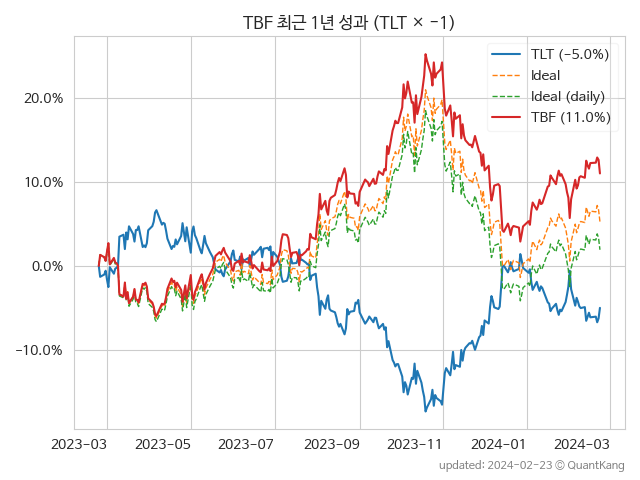 TBF 최근 1년 성과 (TLT × −1)
TLT (−5.0%)
Ideal
Ideal (daily)
TBF (11.0%)
20.0%
10.0%
0.0%
−10.0%
2023-03
2023-05
2023-07
2023-09
2023-11
2024-01
2024-03
updated: 2024-02-23 © QuantKang